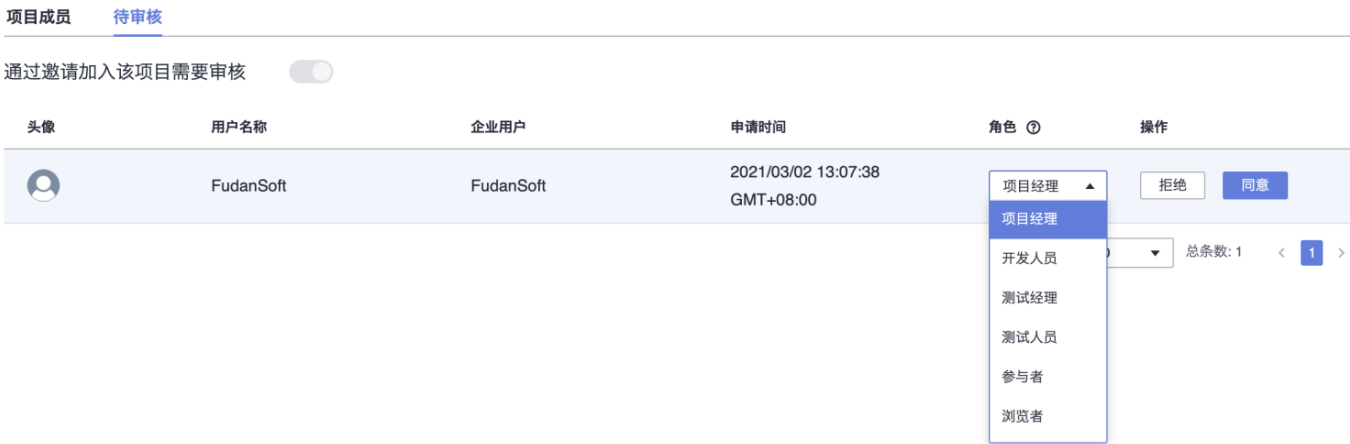 项目成员 待审核
通过邀请加入该项目需要审核
头像 用户名称 企业用户 申请时间 角色 操作
FudanSoft FudanSoft 2021/03/02 13:07:38 GMT+08:00 项目经理 拒绝 同意
项目经理
开发人员
测试经理
测试人员
参与者
浏览者
总条数: 1 < 1 >